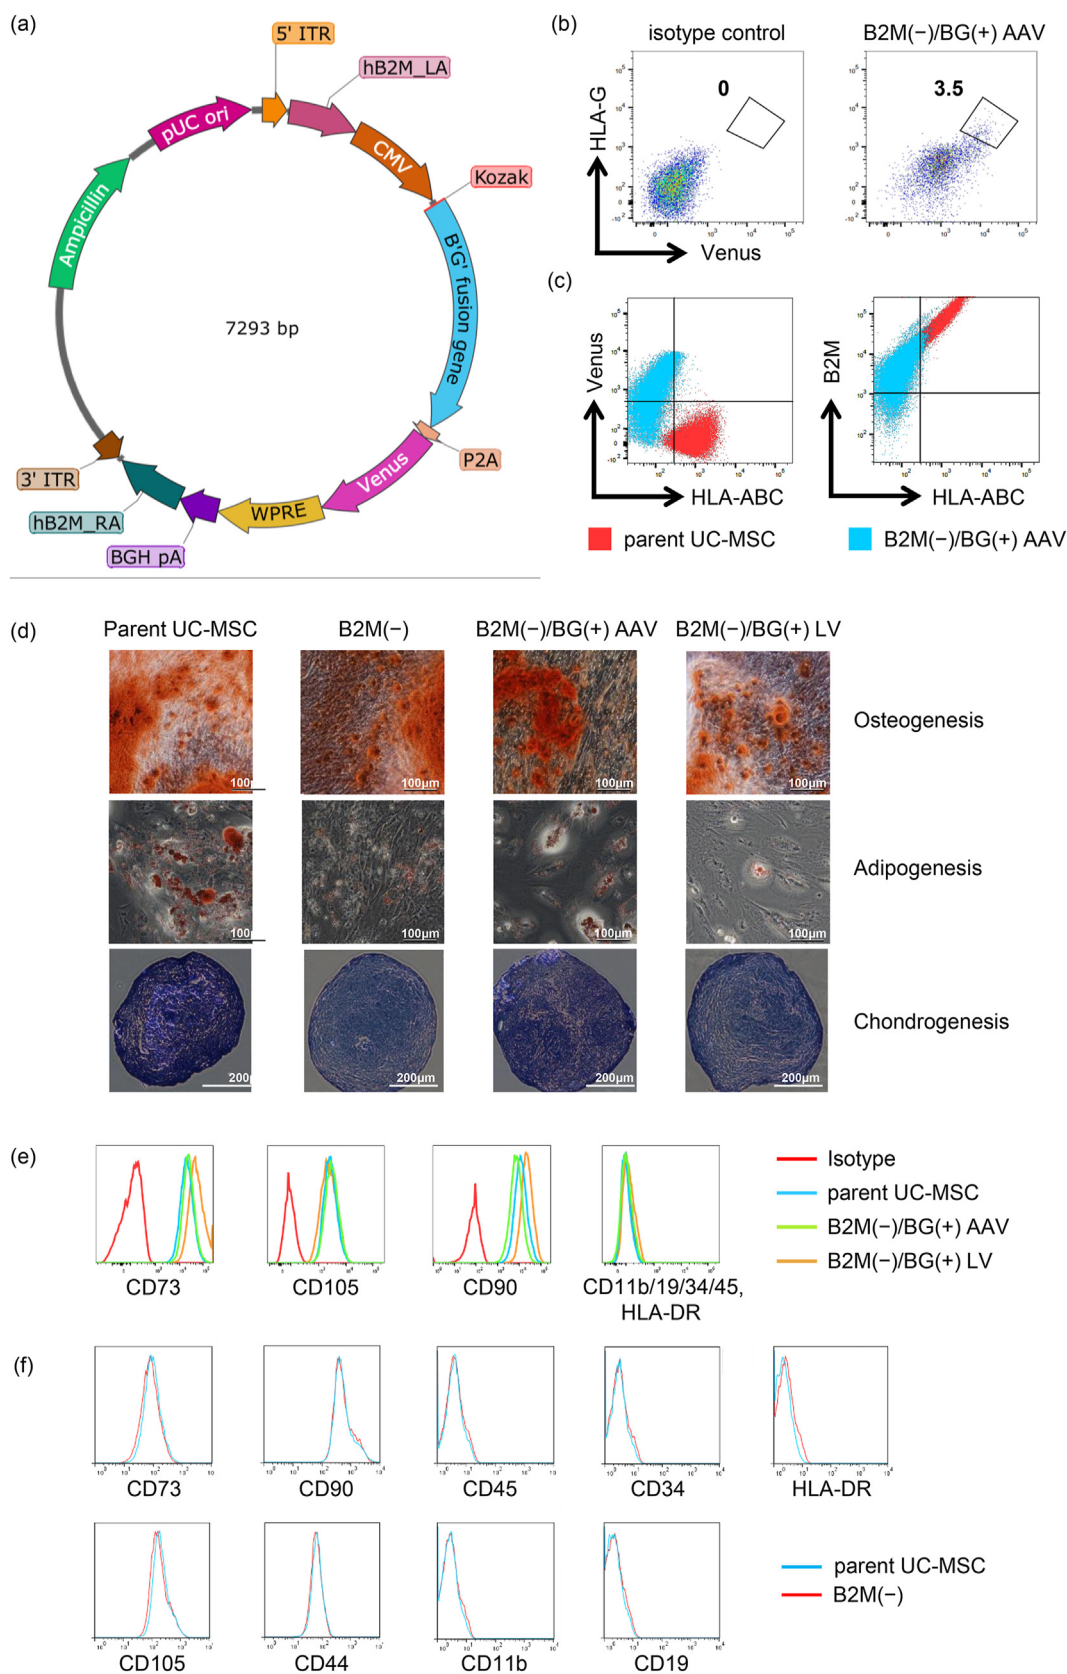 (a)
5' ITR
hB2M_LA
pUC ori
CMV
Kozak
Ampicillin
B'G' fusion gene
7293 bp
P2A
Venus
3' ITR
WPRE
hB2M_RA
BGH pA
(b)
isotype control
B2M(−)/BG(+) AAV
0
3.5
HLA-G
Venus
(c)
Venus
B2M
HLA-ABC
HLA-ABC
parent UC-MSC
B2M(−)/BG(+) AAV
(d)
Parent UC-MSC
B2M(−)
B2M(−)/BG(+) AAV
B2M(−)/BG(+) LV
Osteogenesis
100µ
100µm
100µm
100µm
Adipogenesis
100
100µm
100µm
100µm
Chondrogenesis
200µ
200µm
200µm
200µm
(e)
Isotype
parent UC-MSC
B2M(−)/BG(+) AAV
B2M(−)/BG(+) LV
CD73
CD105
CD90
CD11b/19/34/45,
HLA-DR
(f)
CD73
CD90
CD45
CD34
HLA-DR
parent UC-MSC
B2M(−)
CD105
CD44
CD11b
CD19